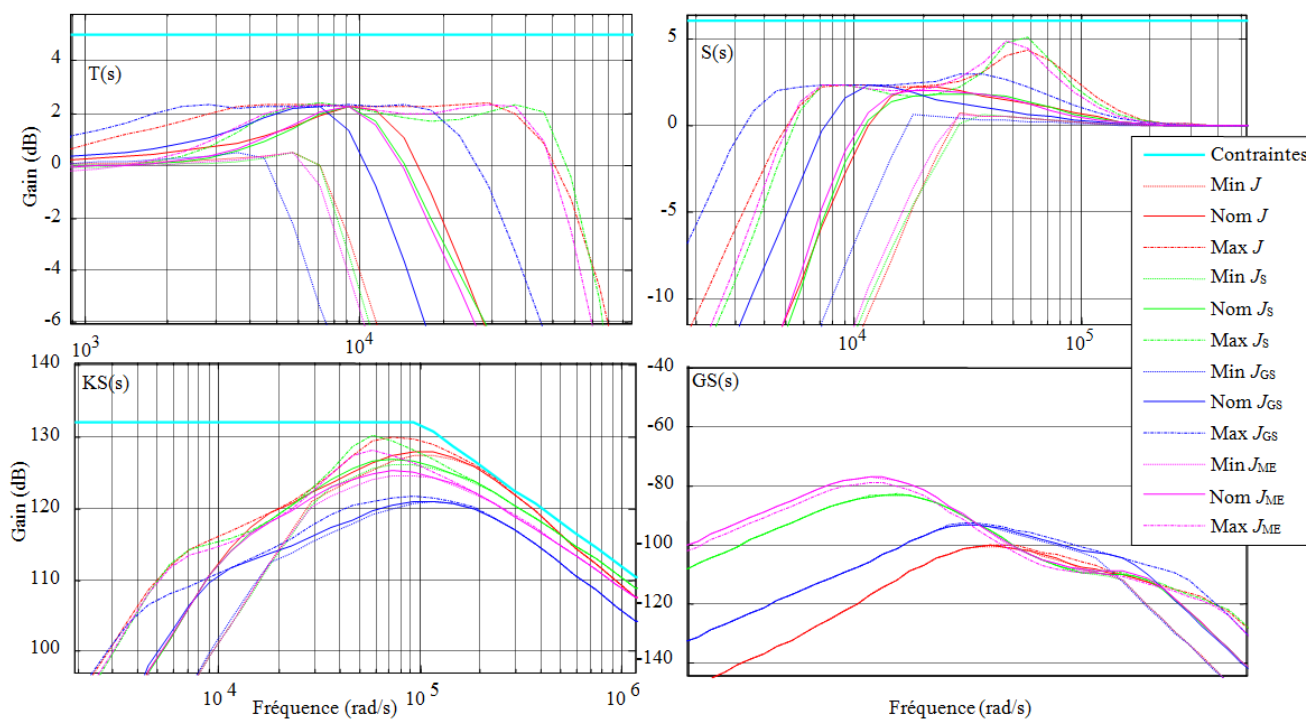 T(s)
4
2
0
-2
-4
-6
Gain (dB)
10³
10⁴
S(s)
5
0
-5
-10
10⁴
10⁵
Contraintes
Min J
Nom J
Max J
Min J_S
Nom J_S
Max J_S
Min J_GS
Nom J_GS
Max J_GS
Min J_ME
Nom J_ME
Max J_ME
KS(s)
140
130
120
110
100
Gain (dB)
10⁴
10⁵
10⁶
Fréquence (rad/s)
GS(s)
-40
-60
-80
-100
-120
-140
Fréquence (rad/s)